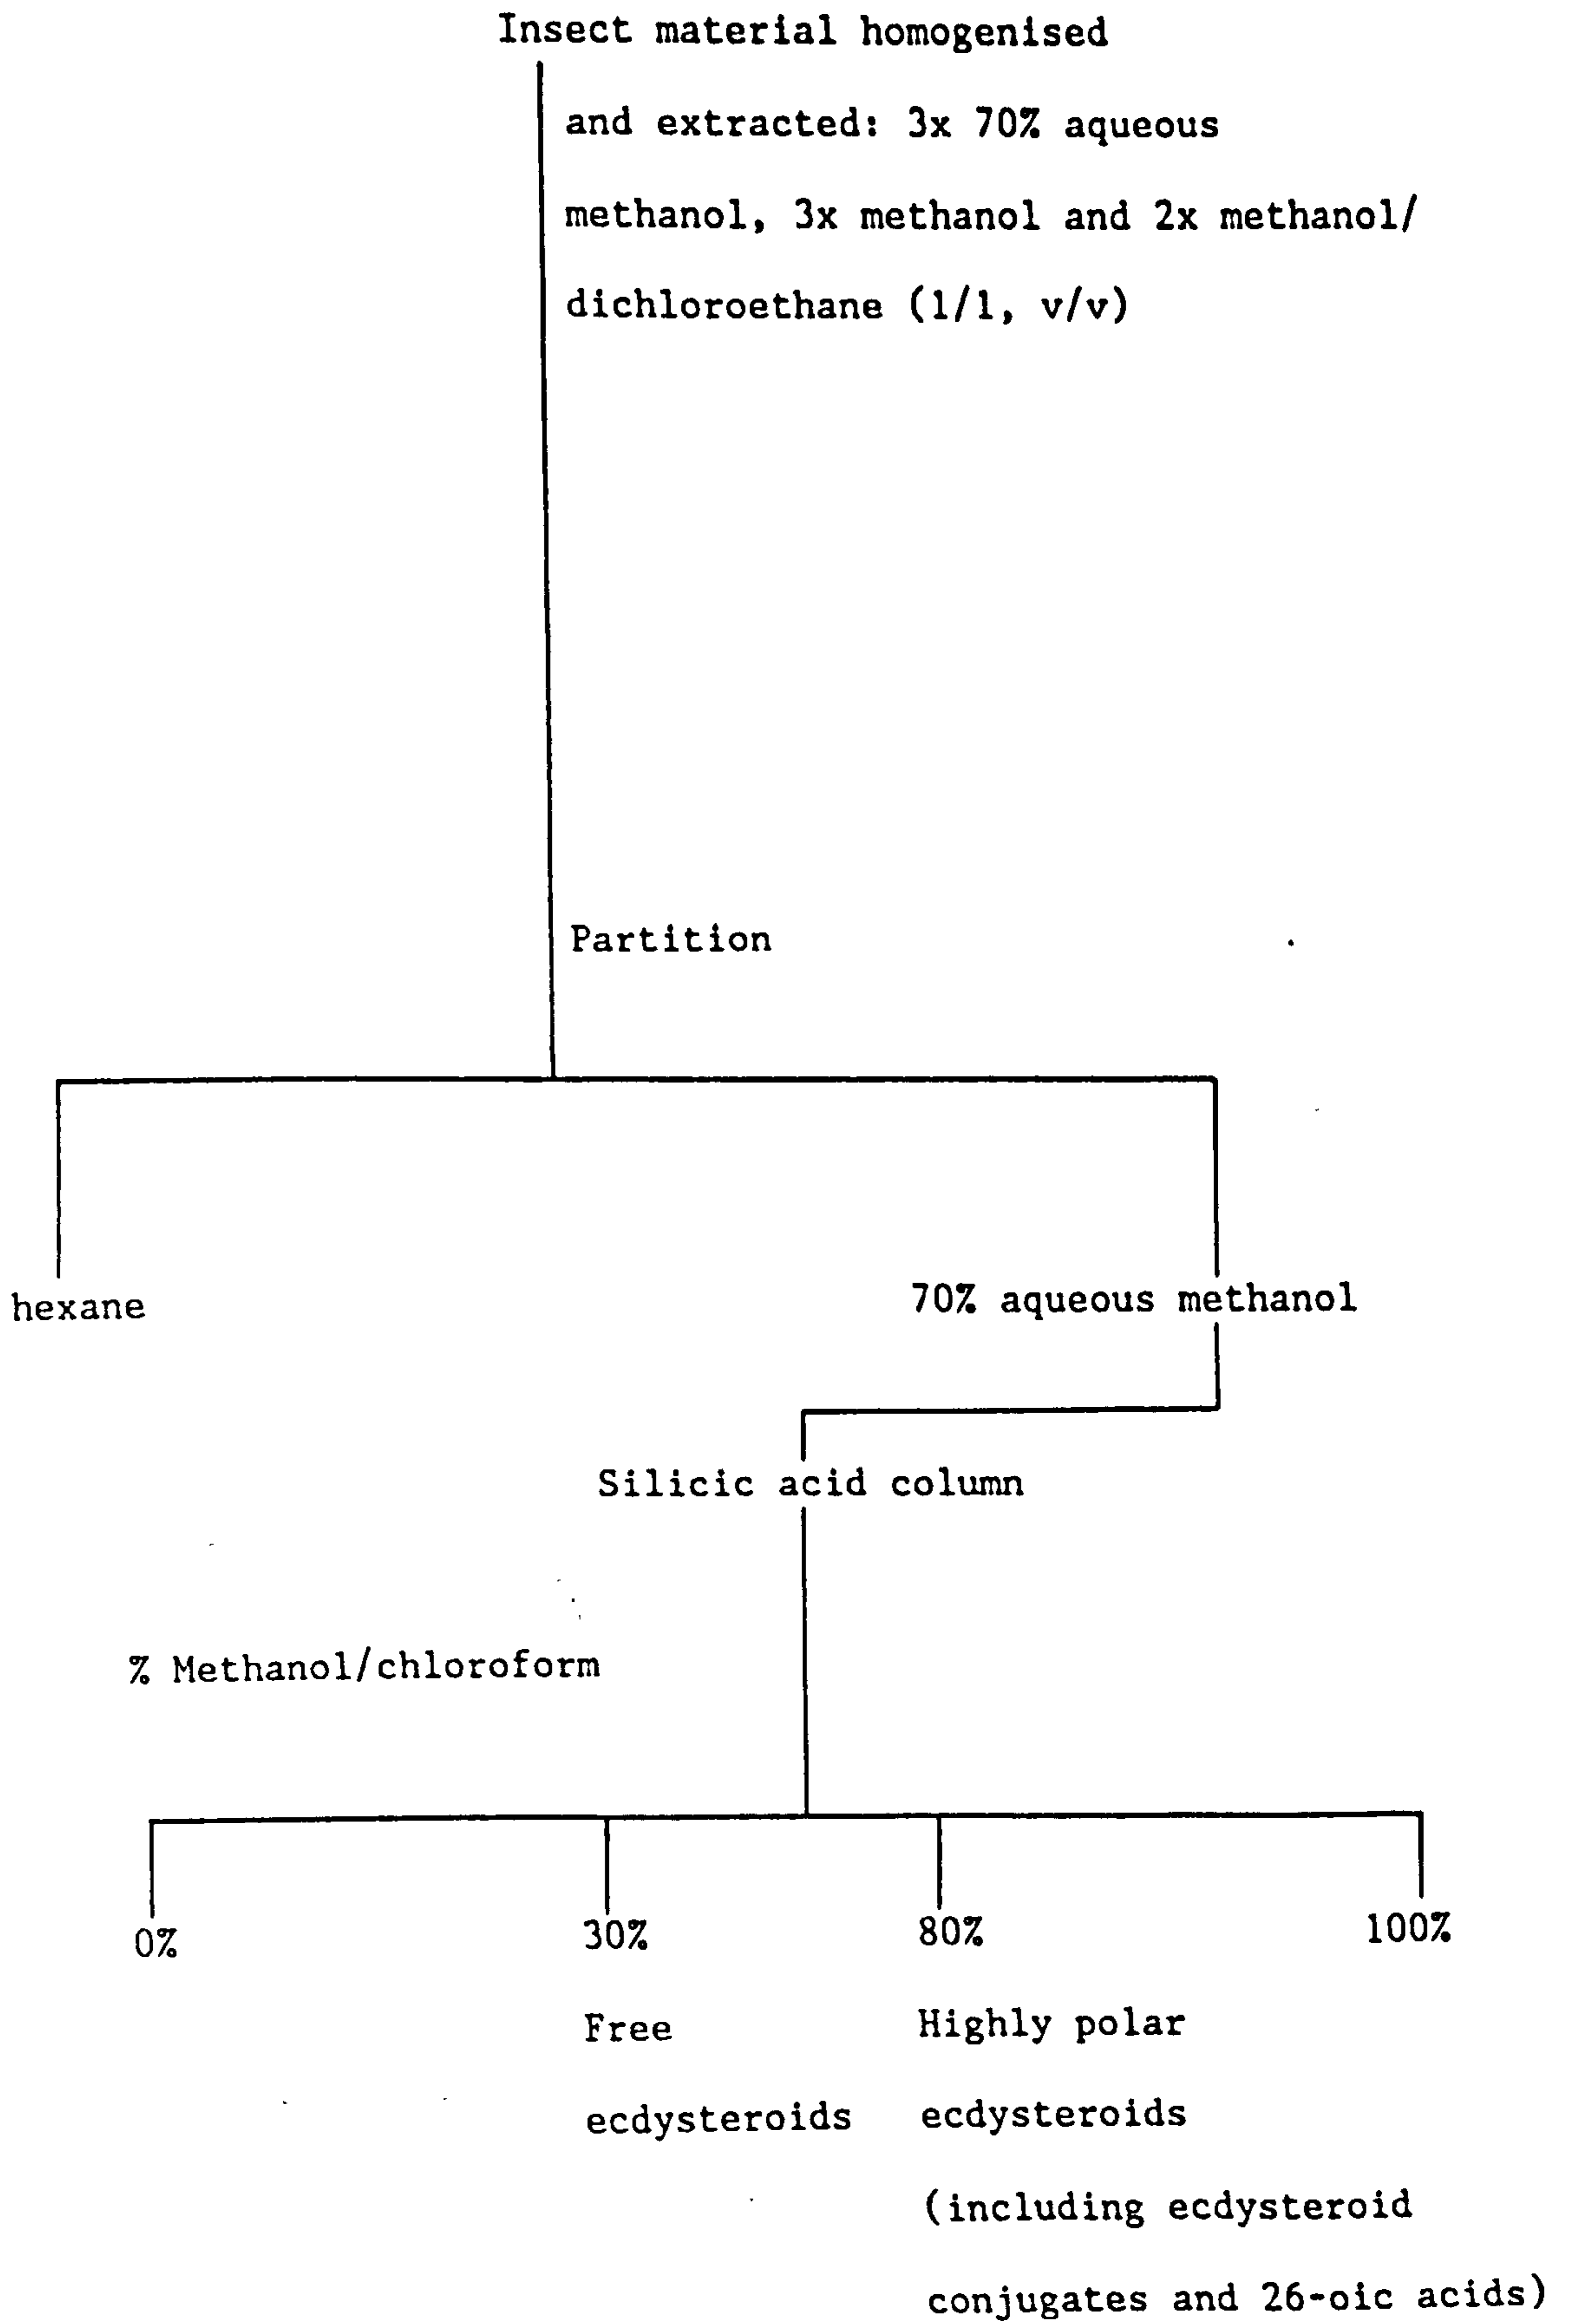 Insect material homogenised
and extracted: 3x 70% aqueous
methanol, 3x methanol and 2x methanol/
dichloroethane (1/1, v/v)
Partition
hexane
70% aqueous methanol
Silicic acid column
% Methanol/chloroform
0%
30%
80%
100%
Free
ecdysteroids
Highly polar
ecdysteroids
(including ecdysteroid
conjugates and 26-oic acids)